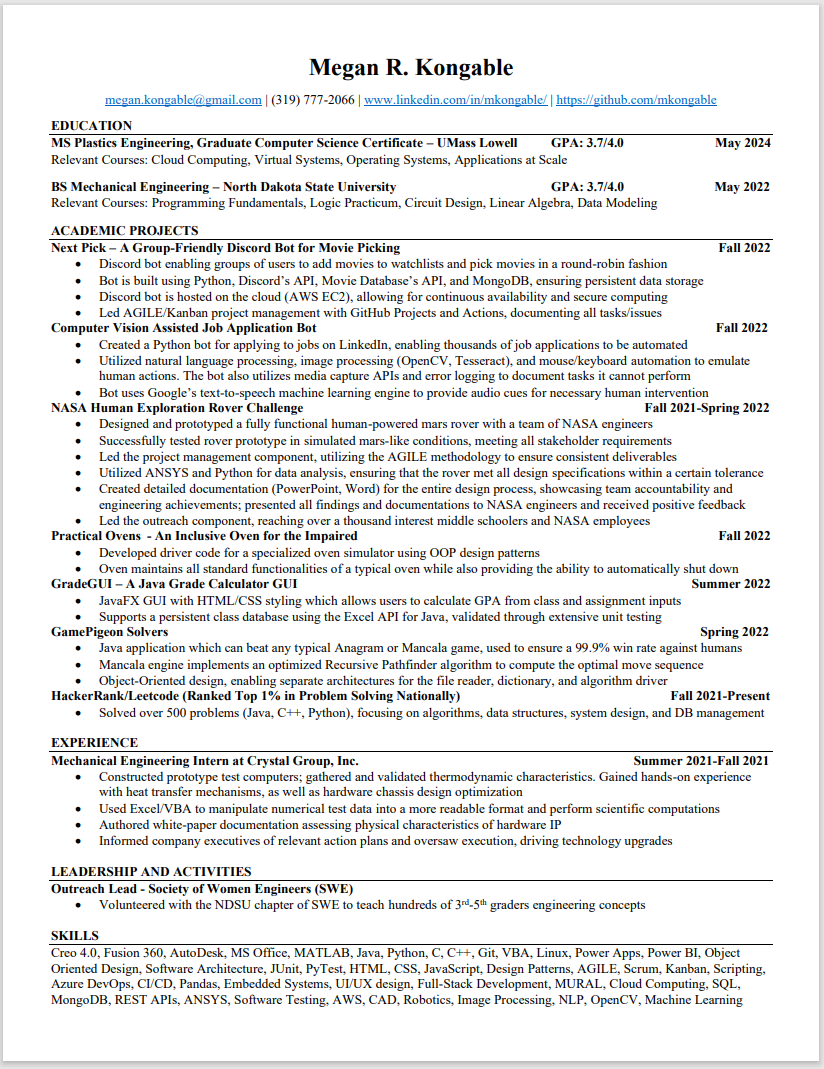 Megan R. Kongable
megan.kongable@gmail.com | (319) 777-2066 | www.linkedin.com/in/mkongable/ | https://github.com/mkongable
EDUCATION
MS Plastics Engineering, Graduate Computer Science Certificate – UMass Lowell GPA: 3.7/4.0 May 2024
Relevant Courses: Cloud Computing, Virtual Systems, Operating Systems, Applications at Scale
BS Mechanical Engineering – North Dakota State University GPA: 3.7/4.0 May 2022
Relevant Courses: Programming Fundamentals, Logic Practicum, Circuit Design, Linear Algebra, Data Modeling
ACADEMIC PROJECTS
Next Pick – A Group-Friendly Discord Bot for Movie Picking Fall 2022
• Discord bot enabling groups of users to add movies to watchlists and pick movies in a round-robin fashion
• Bot is built using Python, Discord’s API, Movie Database’s API, and MongoDB, ensuring persistent data storage
• Discord bot is hosted on the cloud (AWS EC2), allowing for continuous availability and secure computing
• Led AGILE/Kanban project management with GitHub Projects and Actions, documenting all tasks/issues
Computer Vision Assisted Job Application Bot Fall 2022
• Created a Python bot for applying to jobs on LinkedIn, enabling thousands of job applications to be automated
• Utilized natural language processing, image processing (OpenCV, Tesseract), and mouse/keyboard automation to emulate
human actions. The bot also utilizes media capture APIs and error logging to document tasks it cannot perform
• Bot uses Google’s text-to-speech machine learning engine to provide audio cues for necessary human intervention
NASA Human Exploration Rover Challenge Fall 2021-Spring 2022
• Designed and prototyped a fully functional human-powered mars rover with a team of NASA engineers
• Successfully tested rover prototype in simulated mars-like conditions, meeting all stakeholder requirements
• Led the project management component, utilizing the AGILE methodology to ensure consistent deliverables
• Utilized ANSYS and Python for data analysis, ensuring that the rover met all design specifications within a certain tolerance
• Created detailed documentation (PowerPoint, Word) for the entire design process, showcasing team accountability and
engineering achievements; presented all findings and documentations to NASA engineers and received positive feedback
• Led the outreach component, reaching over a thousand interest middle schoolers and NASA employees
Practical Ovens - An Inclusive Oven for the Impaired Fall 2022
• Developed driver code for a specialized oven simulator using OOP design patterns
• Oven maintains all standard functionalities of a typical oven while also providing the ability to automatically shut down
GradeGUI – A Java Grade Calculator GUI Summer 2022
• JavaFX GUI with HTML/CSS styling which allows users to calculate GPA from class and assignment inputs
• Supports a persistent class database using the Excel API for Java, validated through extensive unit testing
GamePigeon Solvers Spring 2022
• Java application which can beat any typical Anagram or Mancala game, used to ensure a 99.9% win rate against humans
• Mancala engine implements an optimized Recursive Pathfinder algorithm to compute the optimal move sequence
• Object-Oriented design, enabling separate architectures for the file reader, dictionary, and algorithm driver
HackerRank/Leetcode (Ranked Top 1% in Problem Solving Nationally) Fall 2021-Present
• Solved over 500 problems (Java, C++, Python), focusing on algorithms, data structures, system design, and DB management
EXPERIENCE
Mechanical Engineering Intern at Crystal Group, Inc. Summer 2021-Fall 2021
• Constructed prototype test computers; gathered and validated thermodynamic characteristics. Gained hands-on experience
with heat transfer mechanisms, as well as hardware chassis design optimization
• Used Excel/VBA to manipulate numerical test data into a more readable format and perform scientific computations
• Authored white-paper documentation assessing physical characteristics of hardware IP
• Informed company executives of relevant action plans and oversaw execution, driving technology upgrades
LEADERSHIP AND ACTIVITIES
Outreach Lead - Society of Women Engineers (SWE)
• Volunteered with the NDSU chapter of SWE to teach hundreds of 3rd-5th graders engineering concepts
SKILLS
Creo 4.0, Fusion 360, AutoDesk, MS Office, MATLAB, Java, Python, C, C++, Git, VBA, Linux, Power Apps, Power BI, Object
Oriented Design, Software Architecture, JUnit, PyTest, HTML, CSS, JavaScript, Design Patterns, AGILE, Scrum, Kanban, Scripting,
Azure DevOps, CI/CD, Pandas, Embedded Systems, UI/UX design, Full-Stack Development, MURAL, Cloud Computing, SQL,
MongoDB, REST APIs, ANSYS, Software Testing, AWS, CAD, Robotics, Image Processing, NLP, OpenCV, Machine Learning